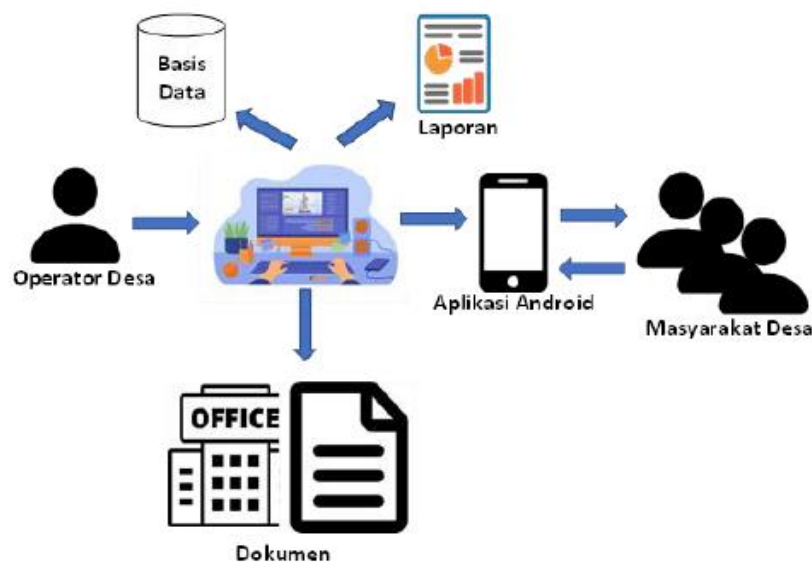 Basis
Data
Laporan
Operator Desa
Aplikasi Android
Masyarakat Desa
OFFICE
Dokumen